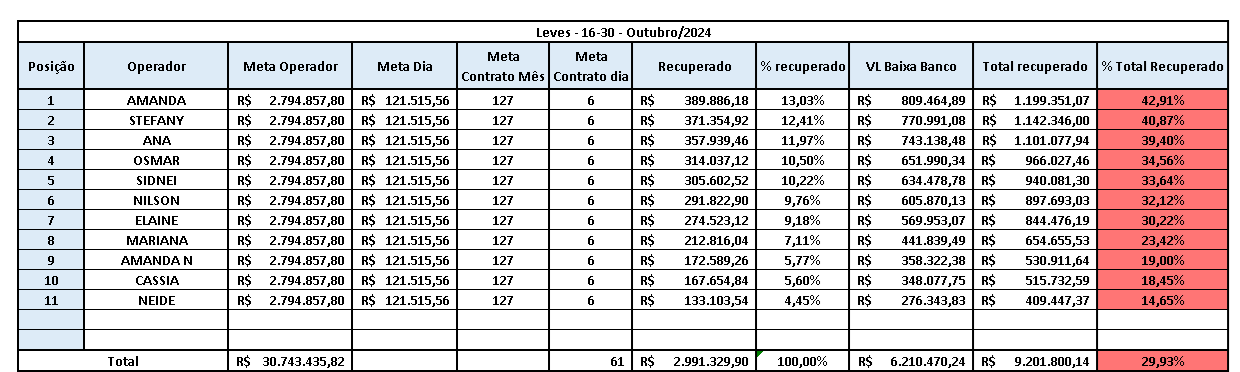 Leves - 16-30 - Outubro/2024
Posição Operador Meta Operador Meta Dia Meta Contrato Mês Meta Contrato dia Recuperado % recuperado VL Baixa Banco Total recuperado % Total Recuperado
1 AMANDA R$ 2.794.857,80 R$ 121.515,56 127 6 R$ 389.886,18 13,03% R$ 809.464,89 R$ 1.199.351,07 42,91%
2 STEFANY R$ 2.794.857,80 R$ 121.515,56 127 6 R$ 371.354,92 12,41% R$ 770.991,08 R$ 1.142.346,00 40,87%
3 ANA R$ 2.794.857,80 R$ 121.515,56 127 6 R$ 357.939,46 11,97% R$ 743.138,48 R$ 1.101.077,94 39,40%
4 OSMAR R$ 2.794.857,80 R$ 121.515,56 127 6 R$ 314.037,12 10,50% R$ 651.990,34 R$ 966.027,46 34,56%
5 SIDNEI R$ 2.794.857,80 R$ 121.515,56 127 6 R$ 305.602,52 10,22% R$ 634.478,78 R$ 940.081,30 33,64%
6 NILSON R$ 2.794.857,80 R$ 121.515,56 127 6 R$ 291.822,90 9,76% R$ 605.870,13 R$ 897.693,03 32,12%
7 ELAINE R$ 2.794.857,80 R$ 121.515,56 127 6 R$ 274.523,12 9,18% R$ 569.953,07 R$ 844.476,19 30,22%
8 MARIANA R$ 2.794.857,80 R$ 121.515,56 127 6 R$ 212.816,04 7,11% R$ 441.839,49 R$ 654.655,53 23,42%
9 AMANDA N R$ 2.794.857,80 R$ 121.515,56 127 6 R$ 172.589,26 5,77% R$ 358.322,38 R$ 530.911,64 19,00%
10 CASSIA R$ 2.794.857,80 R$ 121.515,56 127 6 R$ 167.654,84 5,60% R$ 348.077,75 R$ 515.732,59 18,45%
11 NEIDE R$ 2.794.857,80 R$ 121.515,56 127 6 R$ 133.103,54 4,45% R$ 276.343,83 R$ 409.447,37 14,65%
Total R$ 30.743.435,82 61 R$ 2.991.329,90 100,00% R$ 6.210.470,24 R$ 9.201.800,14 29,93%